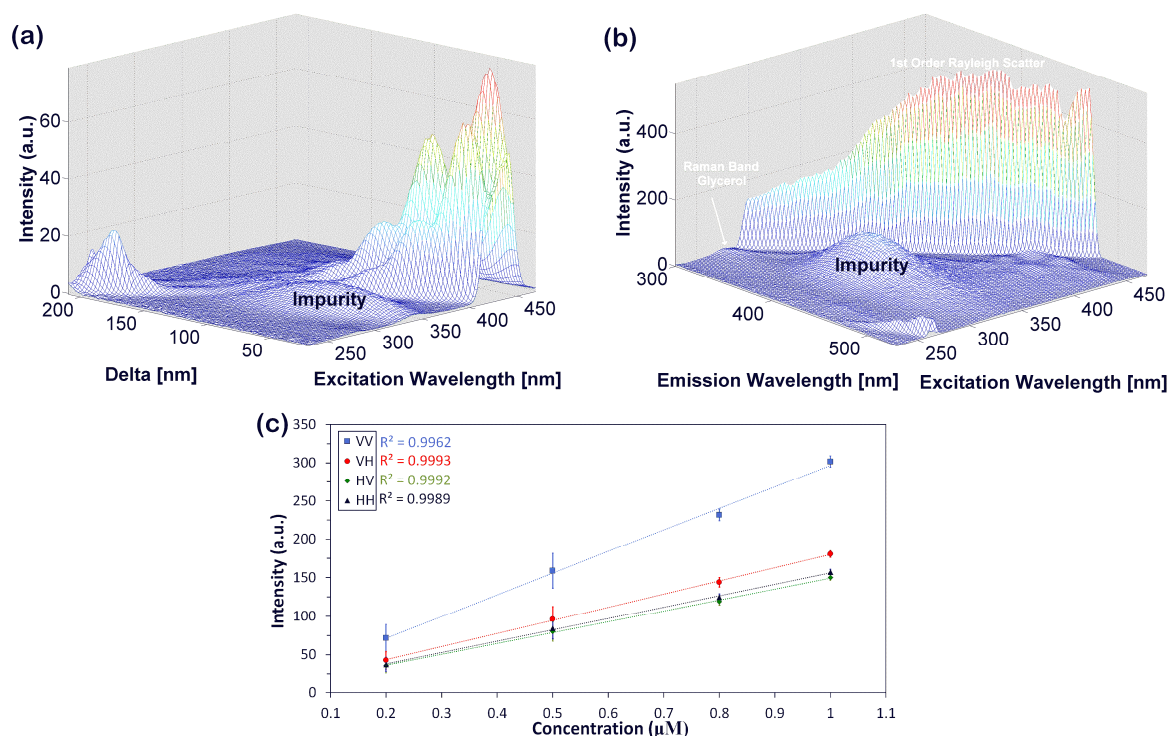 (a)
Intensity (a.u.)
60
40
20
0
200
150
100
50
Delta [nm]
250
300
350
400
450
Excitation Wavelength [nm]
Impurity
(b)
1st Order Rayleigh Scatter
Raman Band
Glycerol
Intensity (a.u.)
400
200
0
300
400
500
Emission Wavelength [nm]
250
300
350
400
450
Excitation Wavelength [nm]
Impurity
(c)
VV R² = 0.9962
VH R² = 0.9993
HV R² = 0.9992
HH R² = 0.9989
Intensity (a.u.)
350
300
250
200
150
100
50
0
0.1 0.2 0.3 0.4 0.5 0.6 0.7 0.8 0.9 1 1.1
Concentration (µM)